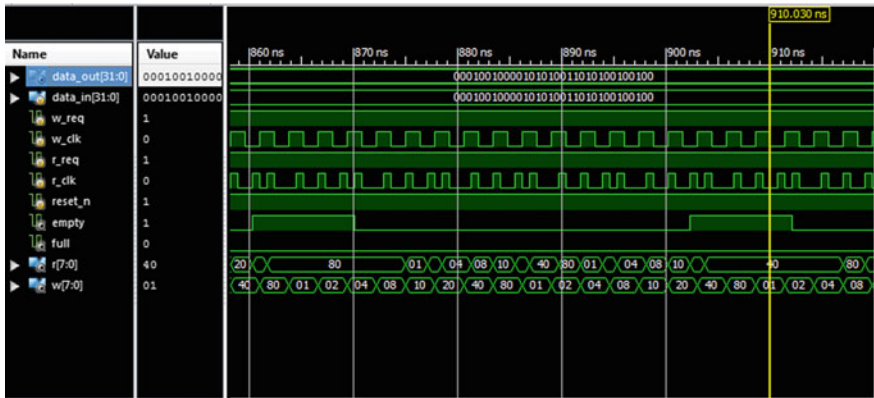 910.030 ns
Name Value 860 ns 870 ns 880 ns 890 ns 900 ns 910 ns
data_out[31:0] 00010010000 00010010000101010011010100100100
data_in[31:0] 00010010000 00010010000101010011010100100100
w_req 1
w_clk 0
r_req 1
r_clk 0
reset_n 1
empty 1
full 0
r[7:0] 40 20 80 01 04 08 10 40 80 01 04 08 10 40 80
w[7:0] 01 40 80 01 02 04 08 10 20 40 80 01 02 04 08 10 20 40 80 01 02 04 08